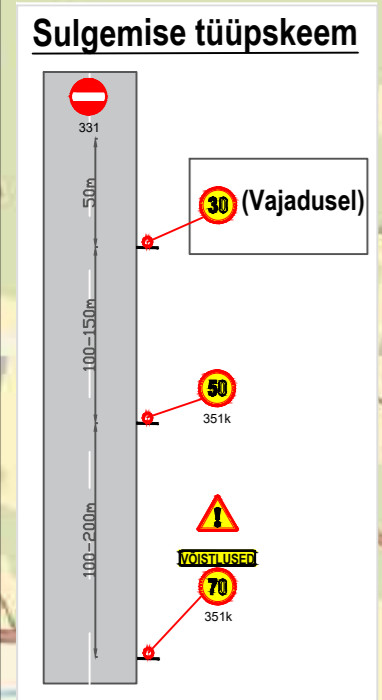 Sulgemise tüüpskeem
331
50m
30 (Vajadusel)
100-150m
50
351k
!
VÕISTLUSED
100-200m
70
351k